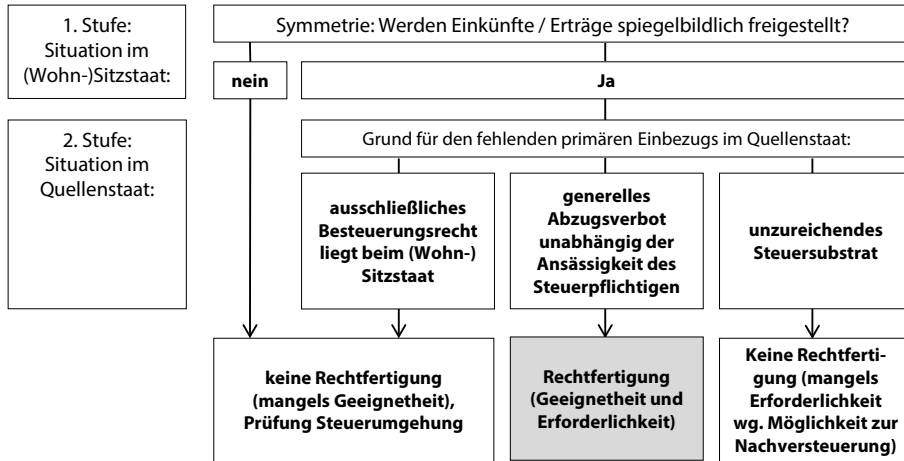 1. Stufe:
Situation im
(Wohn-)Sitzstaat:
Symmetrie: Werden Einkünfte / Erträge spiegelbildlich freigestellt?
nein
Ja
2. Stufe:
Situation im
Quellenstaat:
Grund für den fehlenden primären Einbezugs im Quellenstaat:
ausschließliches
Besteuerungsrecht
liegt beim (Wohn-)
Sitzstaat
generelles
Abzugsverbot
unabhängig der
Ansässigkeit des
Steuerpflichtigen
unzureichendes
Steuersubstrat
keine Rechtfertigung
(mangels Geeignetheit),
Prüfung Steuerumgehung
Rechtfertigung
(Geeignetheit und
Erforderlichkeit)
Keine Rechtferti-
gung (mangels
Erforderlichkeit
wg. Möglichkeit zur
Nachversteuerung)